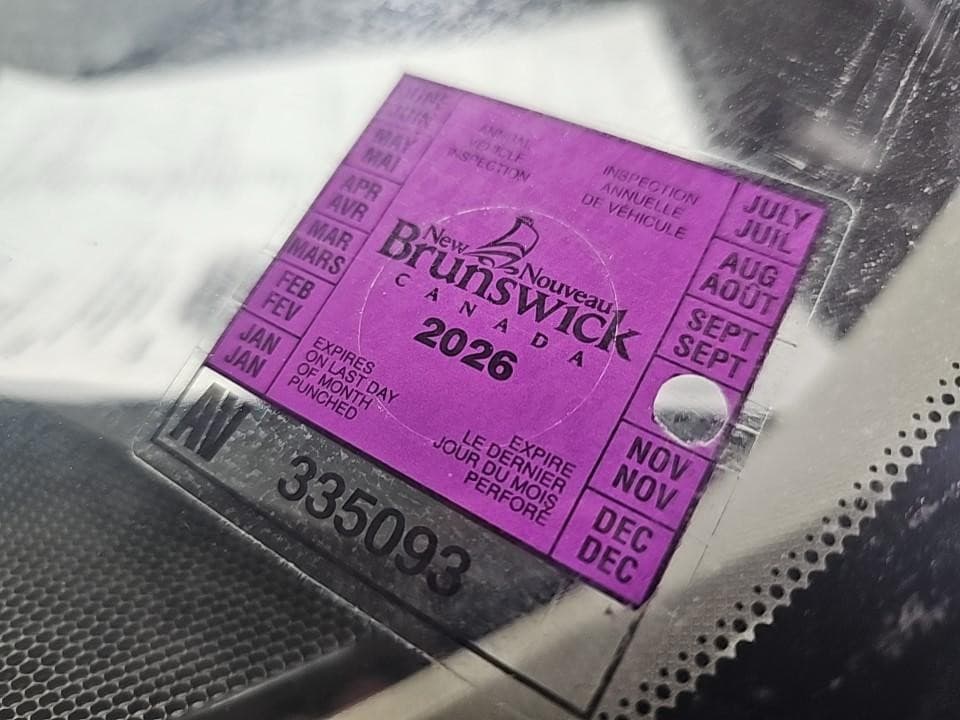 JUNE
JUIN
MAY
MAI
APR
AVR
MAR
MARS
FEB
FEV
JAN
JAN
ANNUAL
VEHICLE
INSPECTION
INSPECTION
ANNUELLE
DE VÉHICULE
New Nouveau
Brunswick
CANADA
2026
EXPIRES
ON LAST DAY
OF MONTH
PUNCHED
EXPIRE
LE DERNIER
JOUR DU MOIS
PERFORÉ
JULY
JUIL
AUG
AOÛT
SEPT
SEPT
NOV
NOV
DEC
DEC
AV
335093